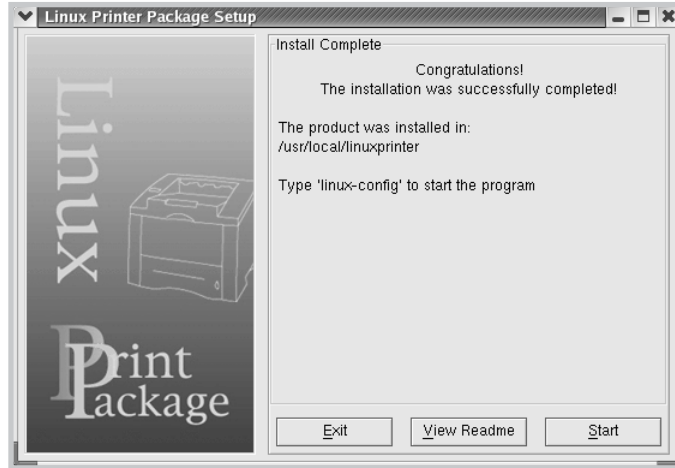 Linux Printer Package Setup
Linux
Print
Package
Install Complete
Congratulations!
The installation was successfully completed!
The product was installed in:
/usr/local/linuxprinter
Type 'linux-config' to start the program
Exit
View Readme
Start